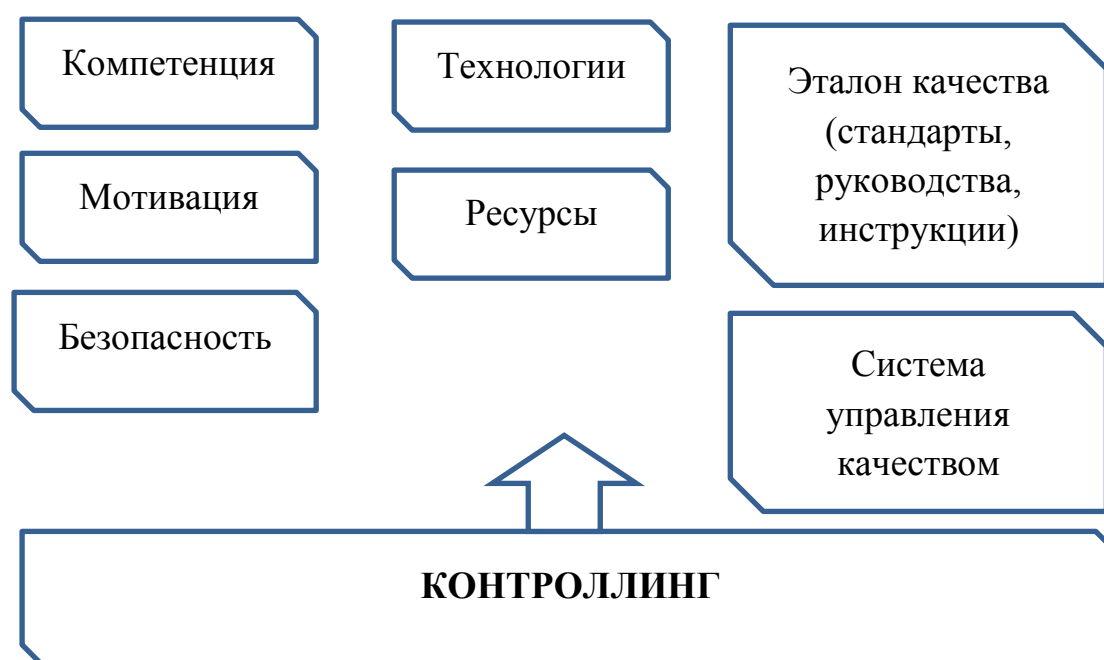 Компетенция
Мотивация
Безопасность
Технологии
Ресурсы
Эталон качества
(стандарты,
руководства,
инструкции)
Система
управления
качеством
КОНТРОЛЛИНГ